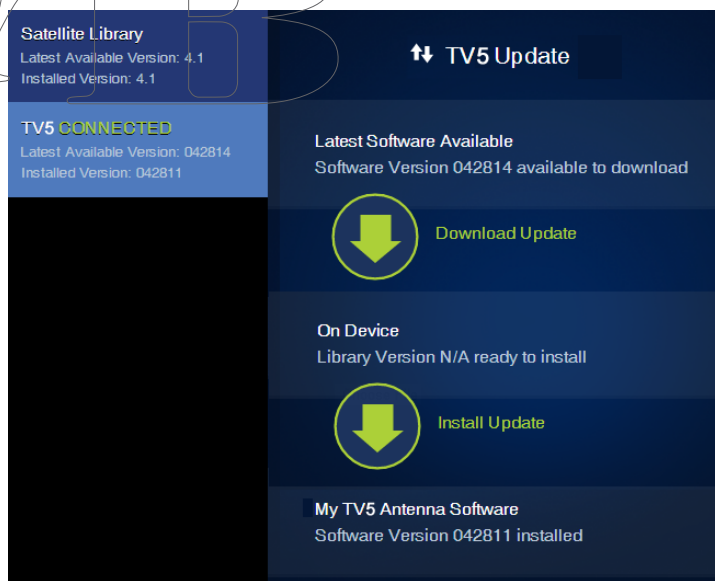 Satellite Library
Latest Available Version: 4.1
Installed Version: 4.1
TV5 CONNECTED
Latest Available Version: 042814
Installed Version: 042811
TV5 Update
Latest Software Available
Software Version 042814 available to download
Download Update
On Device
Library Version N/A ready to install
Install Update
My TV5 Antenna Software
Software Version 042811 installed